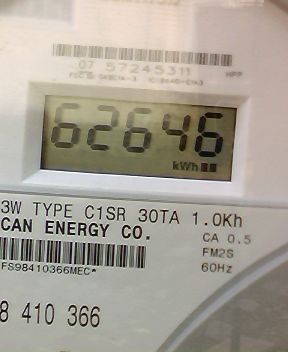 07 57245311
HPP
62646
kWh
3W TYPE C1SR 30TA 1.0Kh
CAN ENERGY CO.
CA 0.5
FM2S
FS98410366MEC*
60Hz
8 410 366